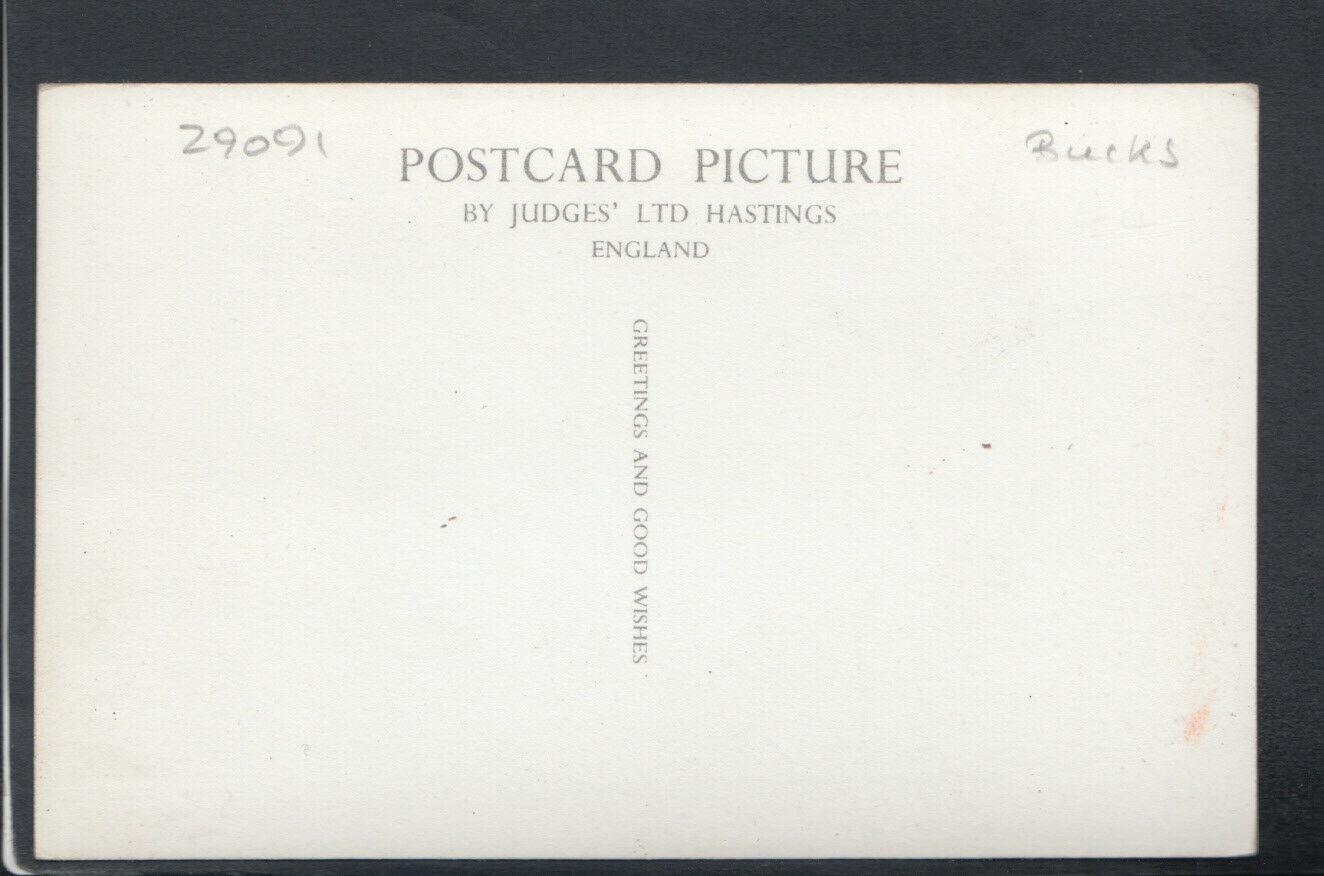 29091
Bucks
POSTCARD PICTURE
BY JUDGES' LTD HASTINGS
ENGLAND
GREETINGS AND GOOD WISHES